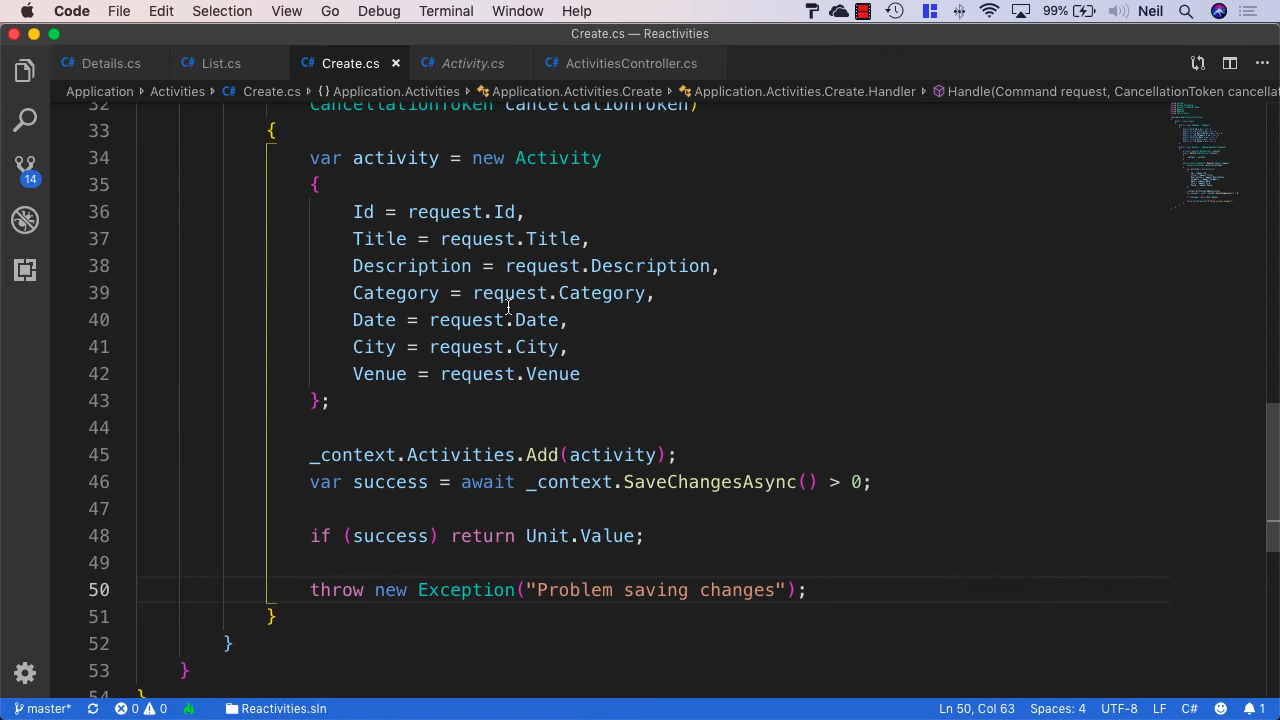 Code File Edit Selection View Go Debug Terminal Window Help 99% Neil
Create.cs — Reactivities
C# Details.cs C# List.cs C# Create.cs × C# Activity.cs C# ActivitiesController.cs
Application › Activities › C# Create.cs › {} Application.Activities › Application.Activities.Create › Application.Activities.Create.Handler › Handle(Command request, CancellationToken cancellat
32 CancellationToken cancellationToken)
33 {
34 var activity = new Activity
35 {
36 Id = request.Id,
37 Title = request.Title,
38 Description = request.Description,
39 Category = request.Category,
40 Date = request.Date,
41 City = request.City,
42 Venue = request.Venue
43 };
44
45 _context.Activities.Add(activity);
46 var success = await _context.SaveChangesAsync() > 0;
47
48 if (success) return Unit.Value;
49
50 throw new Exception("Problem saving changes");
51 }
52 }
53 }
54 }
14
master* 0 0 Reactivities.sln Ln 50, Col 63 Spaces: 4 UTF-8 LF C# 1